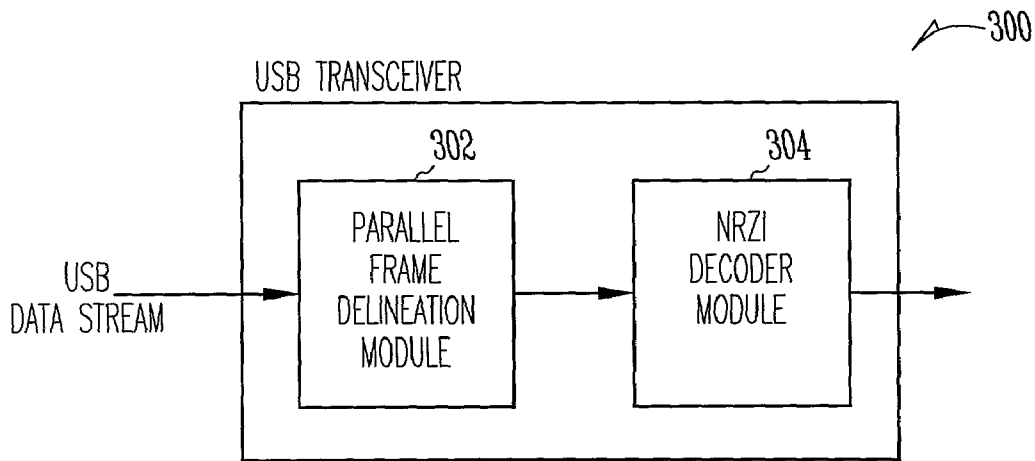 300
USB TRANSCEIVER
302
304
PARALLEL
FRAME
DELINEATION
MODULE
NRZI
DECODER
MODULE
USB
DATA STREAM